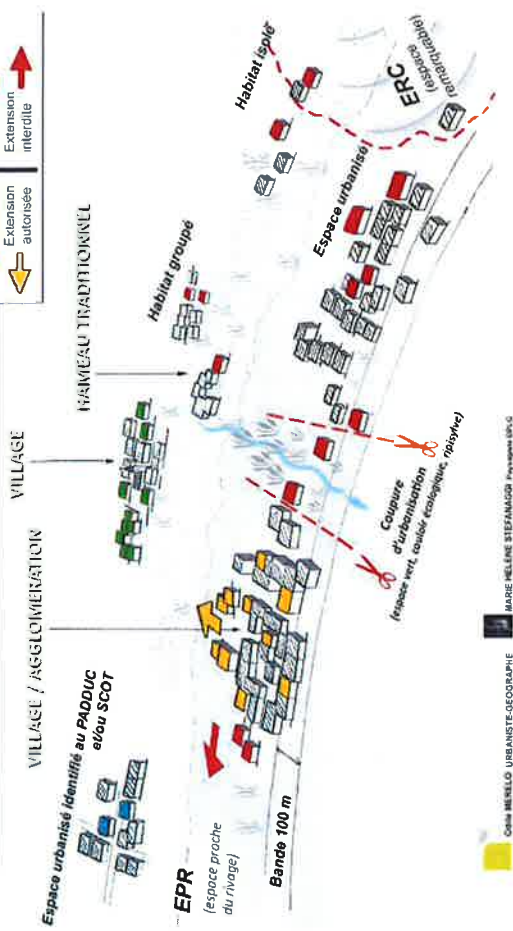 Extension
autorisée
Extension
interdite
VILLAGE
VILLAGE / AGGLOMERATION
HAMEAU TRADITIONNEL
Espace urbanisé identifié au PADDUC
et/ou SCOT
Habitat groupé
Habitat isolé
ERC
(espace
remarquable)
Espace urbanisé
EPR
(espace proche
du rivage)
Bande 100 m
Coupure
d'urbanisation
(espace vert, couloir écologique, ripisylve)
MERELO URBANISTE-GEOGRAPHE
MARIE HELENE STEFANAGGI